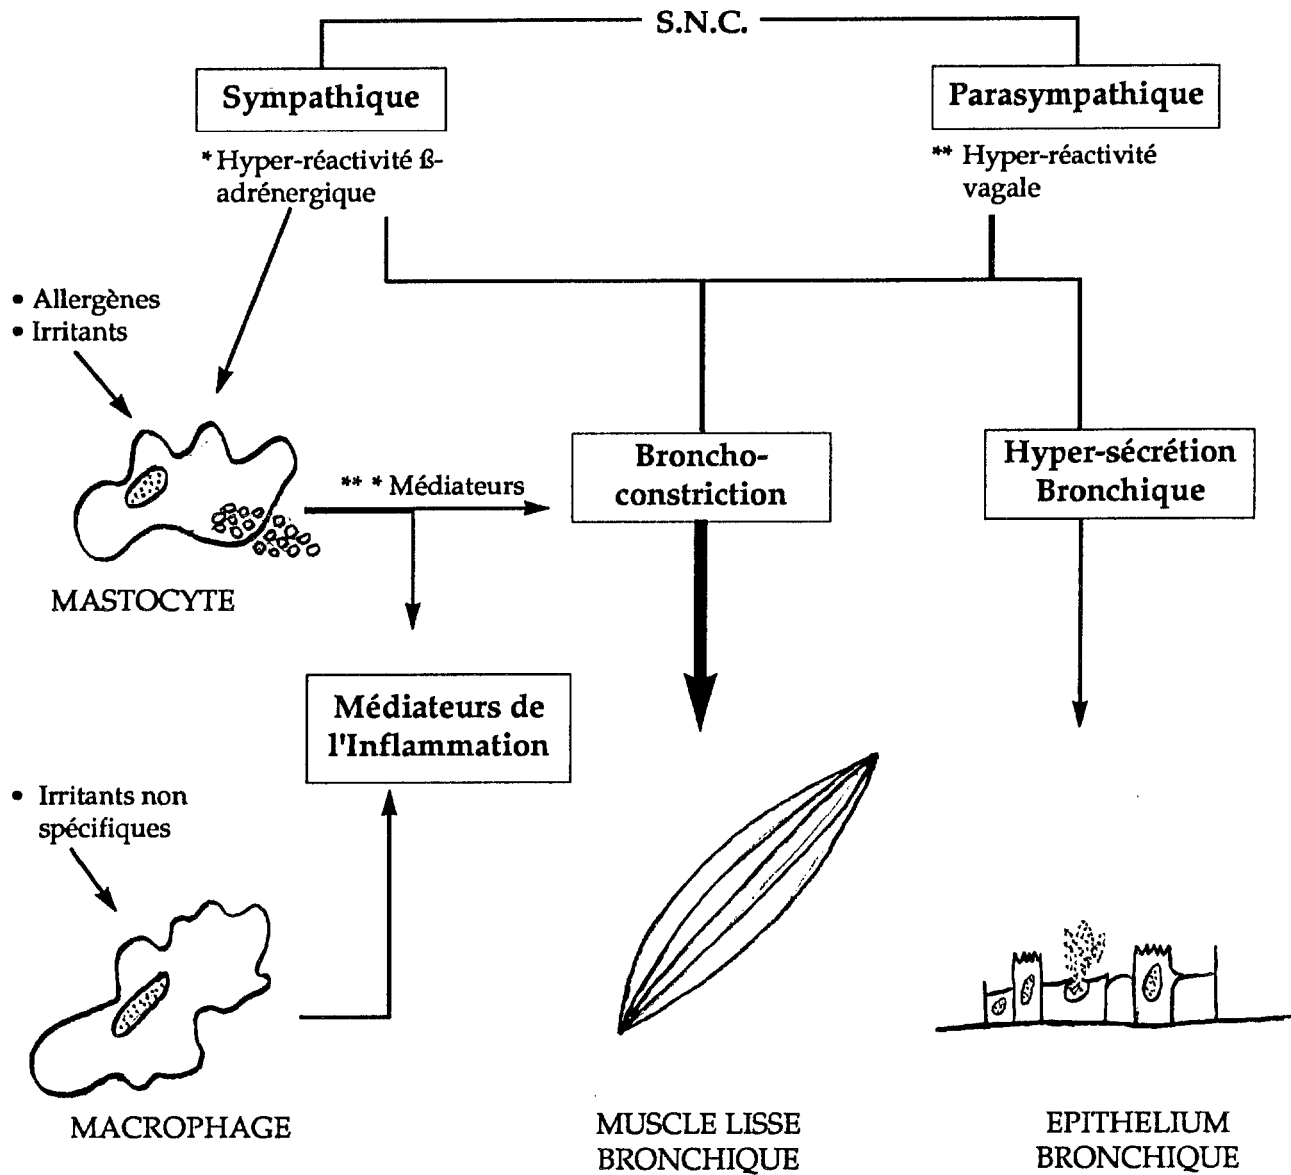 S.N.C.
Sympathique
Parasympathique
* Hyper-réactivité ß-
adrénergique
** Hyper-réactivité
vagale
• Allergènes
• Irritants
Broncho-
constriction
Hyper-sécrétion
Bronchique
** * Médiateurs
MASTOCYTE
Médiateurs de
l'Inflammation
• Irritants non
spécifiques
MACROPHAGE
MUSCLE LISSE
BRONCHIQUE
EPITHELIUM
BRONCHIQUE